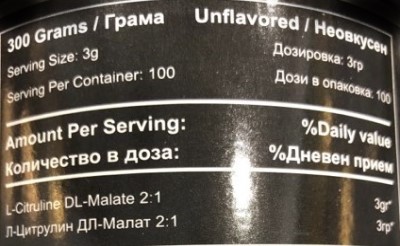 300 Grams / Грама Unflavored / Неовкусен
Serving Size: 3g Дозировка: 3гр
Serving Per Container: 100 Дози в опаковка: 100
Amount Per Serving: %Daily value
Количество в доза: %Дневен прием
L-Citruline DL-Malate 2:1 3gr*
Л-Цитрулин ДЛ-Малат 2:1 3гр*